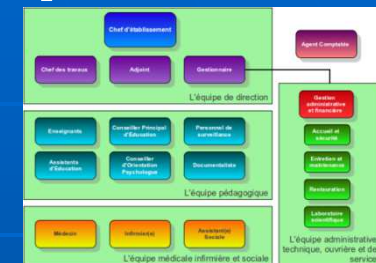 Chef d'établissement
Agent Comptable
Chef des travaux
Adjoint
Gestionnaire
L'équipe de direction
Gestion
administrative
et financière
Enseignants
Conseiller Principal
d'Education
Personnel de
surveillance
Accueil et
sécurité
Assistants
d'Education
Conseiller
d'Orientation
Psychologue
Documentaliste
Entretien et
maintenance
L'équipe pédagogique
Restauration
Laboratoire
scientifique
Médecin
Infirmier(s)
Assistant(s)
Sociale
L'équipe médicale infirmière et sociale
L'équipe administrative
technique, ouvrière et de
service